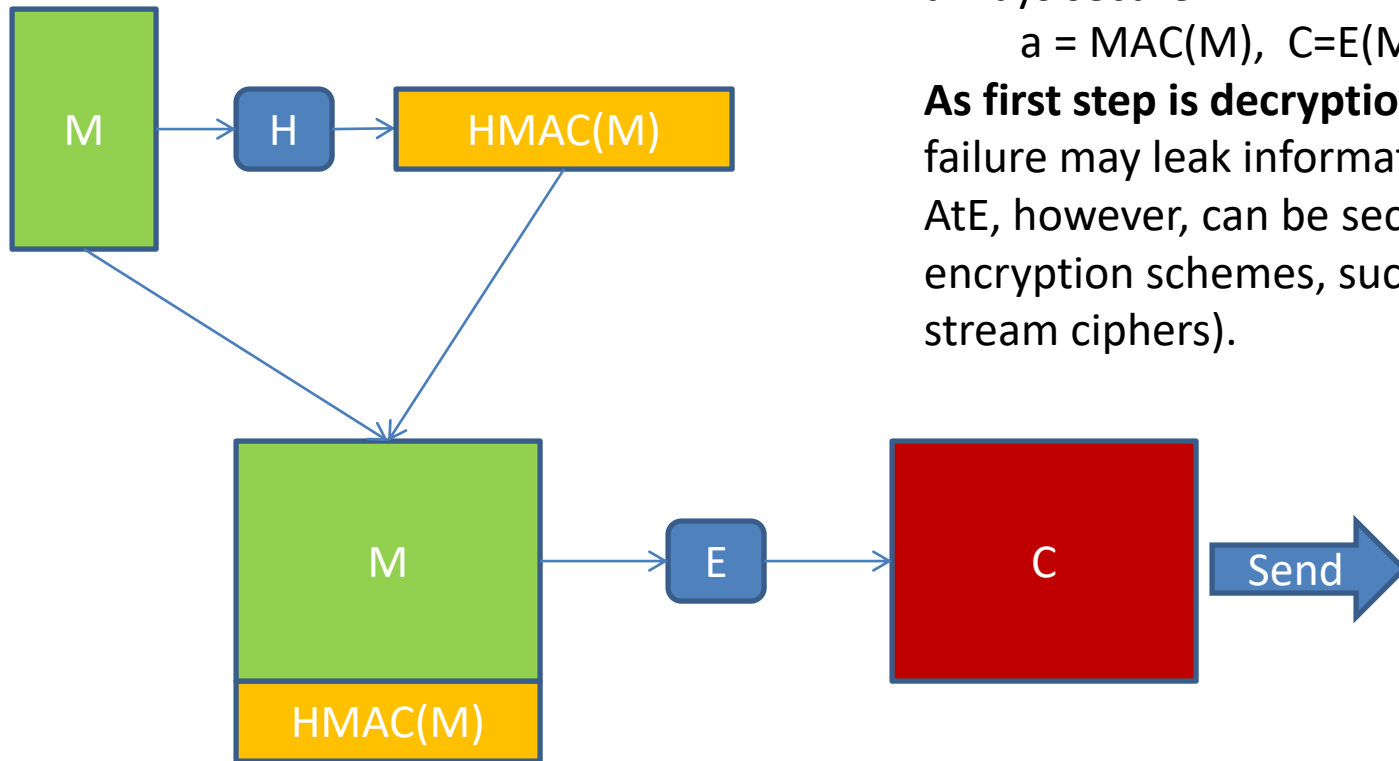 a = MAC(M), C=E(M
As first step is decryptio
failure may leak informat
AtE, however, can be sec
encryption schemes, suc
stream ciphers).
M
H
HMAC(M)
M
E
C
Send
HMAC(M)